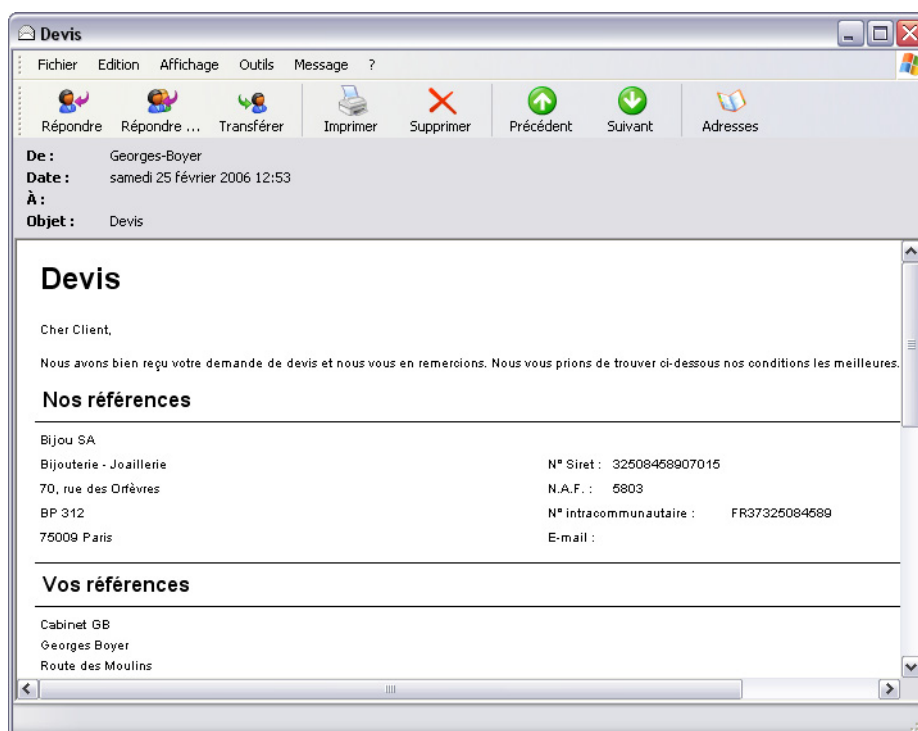 Devis
Fichier Edition Affichage Outils Message ?
Répondre Répondre ... Transférer Imprimer Supprimer Précédent Suivant Adresses
De : Georges-Boyer
Date : samedi 25 février 2006 12:53
À :
Objet : Devis
Devis
Cher Client,
Nous avons bien reçu votre demande de devis et nous vous en remercions. Nous vous prions de trouver ci-dessous nos conditions les meilleures.
Nos références
Bijou SA
Bijouterie - Joaillerie N° Siret : 32508458907015
70, rue des Orfèvres N.A.F. : 5803
BP 312 N° intracommunautaire : FR37325084589
75009 Paris E-mail :
Vos références
Cabinet GB
Georges Boyer
Route des Moulins